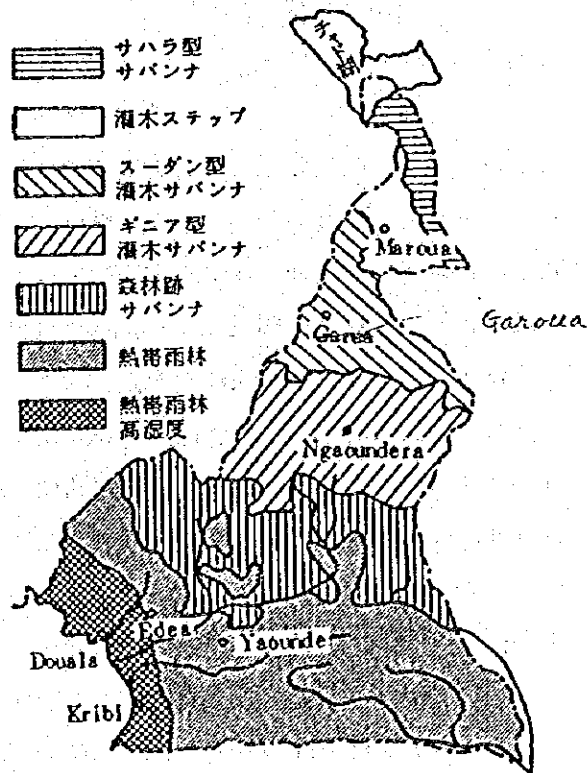 サハラ型
サバンナ
灌木ステップ
スーダン型
灌木サバンナ
ギニア型
灌木サバンナ
森林跡
サバンナ
熱帯雨林
熱帯雨林
高湿度
チャド湖
Maroua
Garua
Garoua
Ngaoundera
Edea
Yaounde
Douala
Kribi